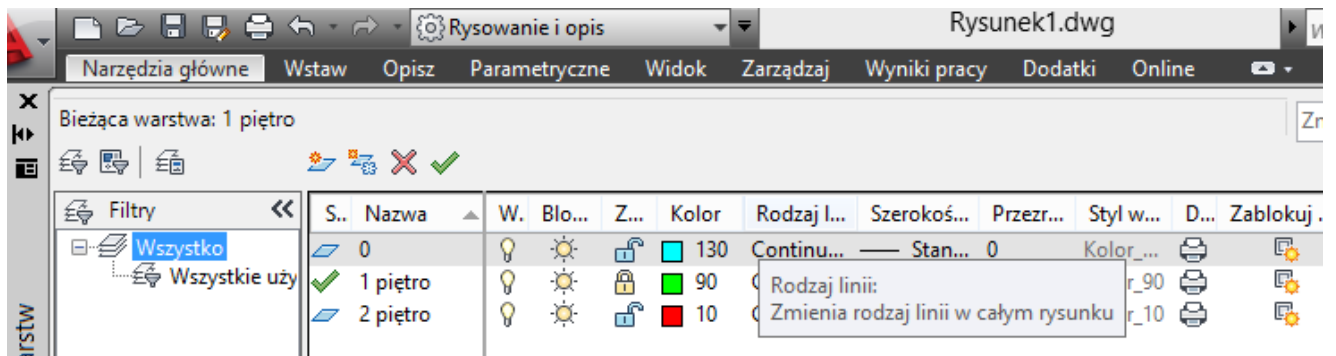 Rysowanie i opis Rysunek1.dwg
Narzędzia główne Wstaw Opisz Parametryczne Widok Zarządzaj Wyniki pracy Dodatki Online
Bieżąca warstwa: 1 piętro
Filtry S.. Nazwa W. Blo... Z... Kolor Rodzaj l... Szerokoś... Przezr... Styl w... D... Zablokuj .
Wszystko 0 130 Continu... Stan... 0 Kolor_...
Wszystkie uży 1 piętro 90 r_90
Rodzaj linii:
2 piętro 10 Zmienia rodzaj linii w całym rysunku r_10
arstw